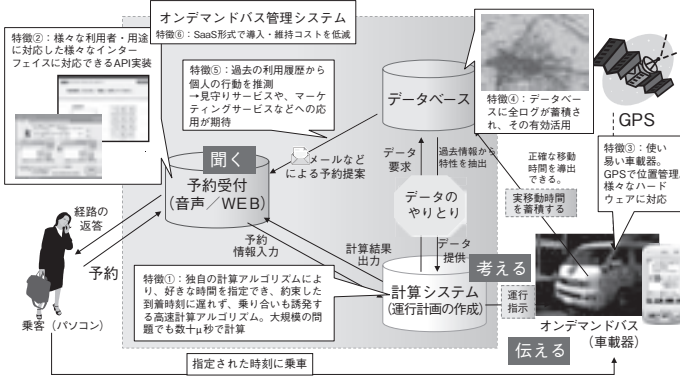 オンデマンドバス管理システム
特徴⑥：SaaS形式で導入・維持コストを低減
特徴②：様々な利用者・用途
に対応した様々なインター
フェイスに対応できるAPI実装
特徴⑤：過去の利用履歴から
個人の行動を推測
→見守りサービスや、マーケ
ティングサービスなどへの応
用が期待
データベース
特徴④：データベー
スに全ログが蓄積さ
れ、その有効活用
GPS
特徴③：使い
易い車載器。
GPSで位置管理。
様々なハード
ウェアに対応
聞く
予約受付
（音声／WEB）
メールなど
による予約提案
データ
要求
過去情報から
特性を抽出
正確な移動
時間を導出
できる。
実移動時間
を蓄積する
データの
やりとり
経路の
返答
予約
予約
情報入力
計算結果
出力
データ
提供
考える
特徴①：独自の計算アルゴリズムによ
り、好きな時間を指定でき、約束した
到着時刻に遅れず、乗り合いも誘発す
る高速計算アルゴリズム。大規模の問
題でも数十μ秒で計算
計算システム
（運行計画の作成）
運行
指示
オンデマンドバス
（車載器）
伝える
乗客（パソコン）
指定された時刻に乗車